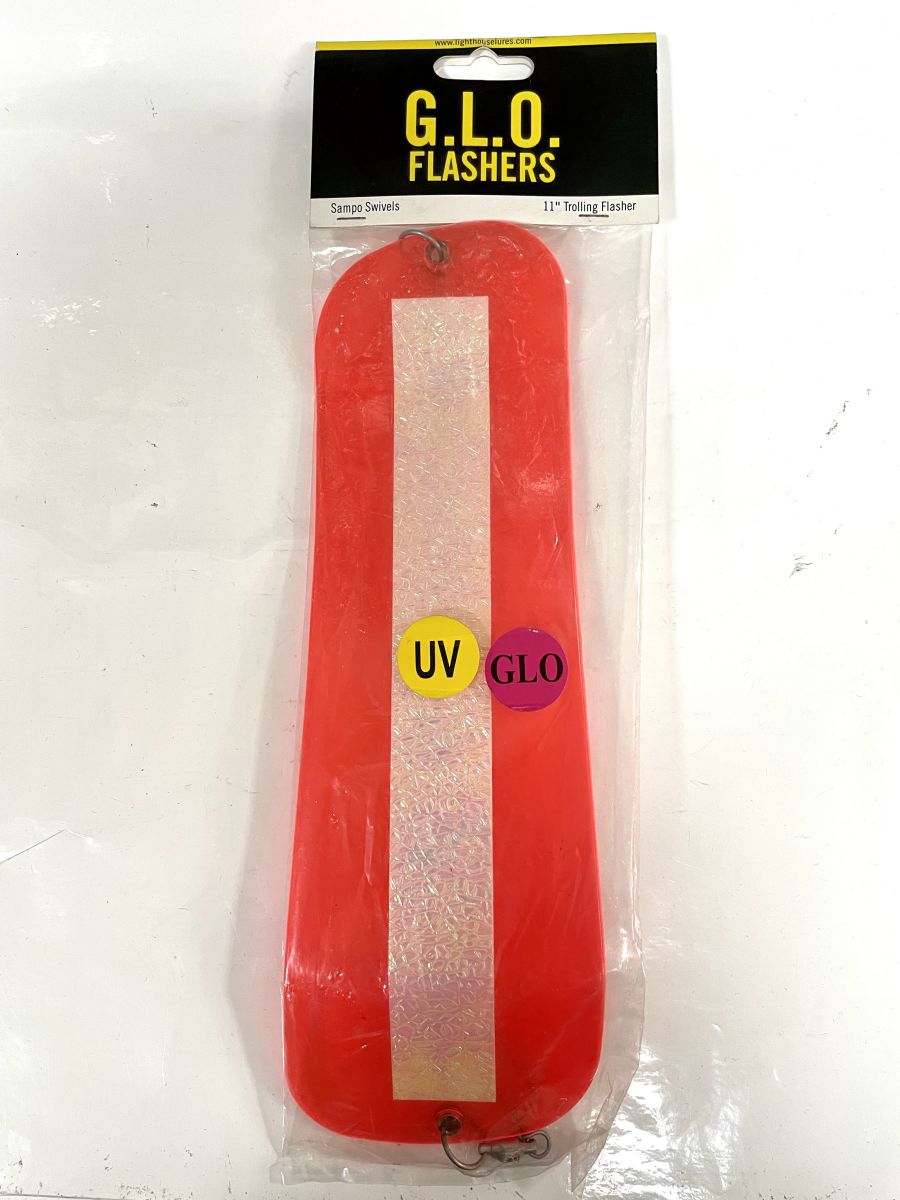 www.lighthouselures.com
G.L.O.
FLASHERS
Sampo Swivels
11" Trolling Flasher
UV
GLO